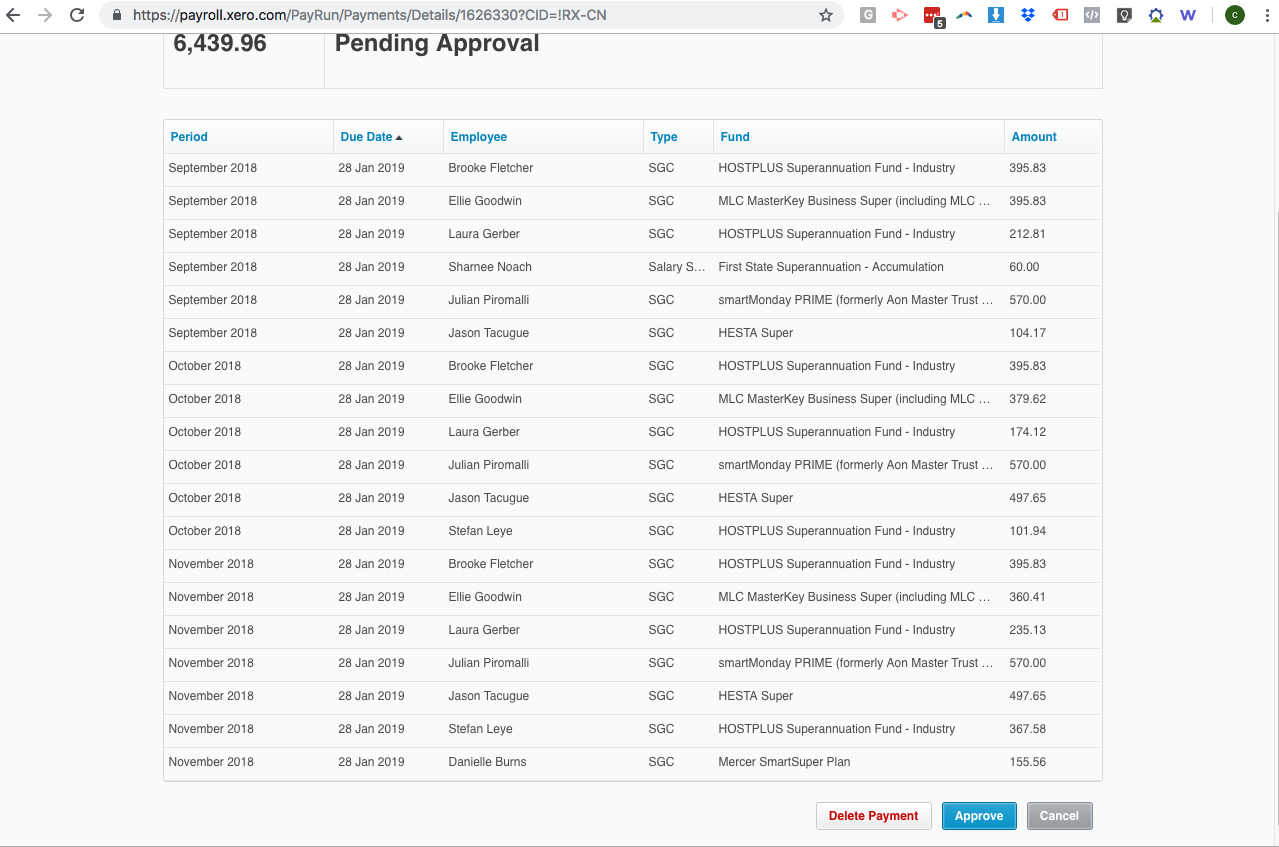 https://payroll.xero.com/PayRun/Payments/Details/1626330?CID=!RX-CN G 5 1 W c
6,439.96 Pending Approval
Period Due Date Employee Type Fund Amount
September 2018 28 Jan 2019 Brooke Fletcher SGC HOSTPLUS Superannuation Fund - Industry 395.83
September 2018 28 Jan 2019 Ellie Goodwin SGC MLC MasterKey Business Super (including MLC ... 395.83
September 2018 28 Jan 2019 Laura Gerber SGC HOSTPLUS Superannuation Fund - Industry 212.81
September 2018 28 Jan 2019 Sharnee Noach Salary S... First State Superannuation - Accumulation 60.00
September 2018 28 Jan 2019 Julian Piromalli SGC smartMonday PRIME (formerly Aon Master Trust ... 570.00
September 2018 28 Jan 2019 Jason Tacugue SGC HESTA Super 104.17
October 2018 28 Jan 2019 Brooke Fletcher SGC HOSTPLUS Superannuation Fund - Industry 395.83
October 2018 28 Jan 2019 Ellie Goodwin SGC MLC MasterKey Business Super (including MLC ... 379.62
October 2018 28 Jan 2019 Laura Gerber SGC HOSTPLUS Superannuation Fund - Industry 174.12
October 2018 28 Jan 2019 Julian Piromalli SGC smartMonday PRIME (formerly Aon Master Trust ... 570.00
October 2018 28 Jan 2019 Jason Tacugue SGC HESTA Super 497.65
October 2018 28 Jan 2019 Stefan Leye SGC HOSTPLUS Superannuation Fund - Industry 101.94
November 2018 28 Jan 2019 Brooke Fletcher SGC HOSTPLUS Superannuation Fund - Industry 395.83
November 2018 28 Jan 2019 Ellie Goodwin SGC MLC MasterKey Business Super (including MLC ... 360.41
November 2018 28 Jan 2019 Laura Gerber SGC HOSTPLUS Superannuation Fund - Industry 235.13
November 2018 28 Jan 2019 Julian Piromalli SGC smartMonday PRIME (formerly Aon Master Trust ... 570.00
November 2018 28 Jan 2019 Jason Tacugue SGC HESTA Super 497.65
November 2018 28 Jan 2019 Stefan Leye SGC HOSTPLUS Superannuation Fund - Industry 367.58
November 2018 28 Jan 2019 Danielle Burns SGC Mercer SmartSuper Plan 155.56
Delete Payment Approve Cancel